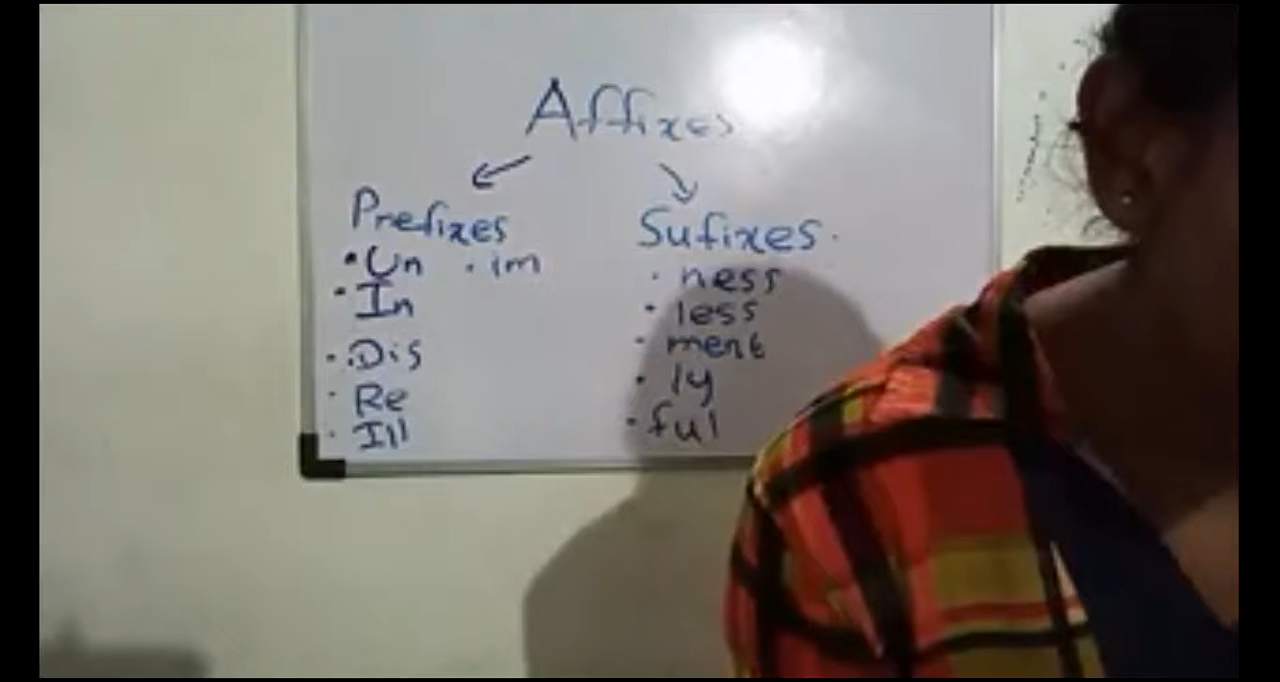 Affixes
Prefixes
• Un • im
• In
• Dis
• Re
• Ill
Sufixes.
• ness
• less
• ment
• ly
• ful